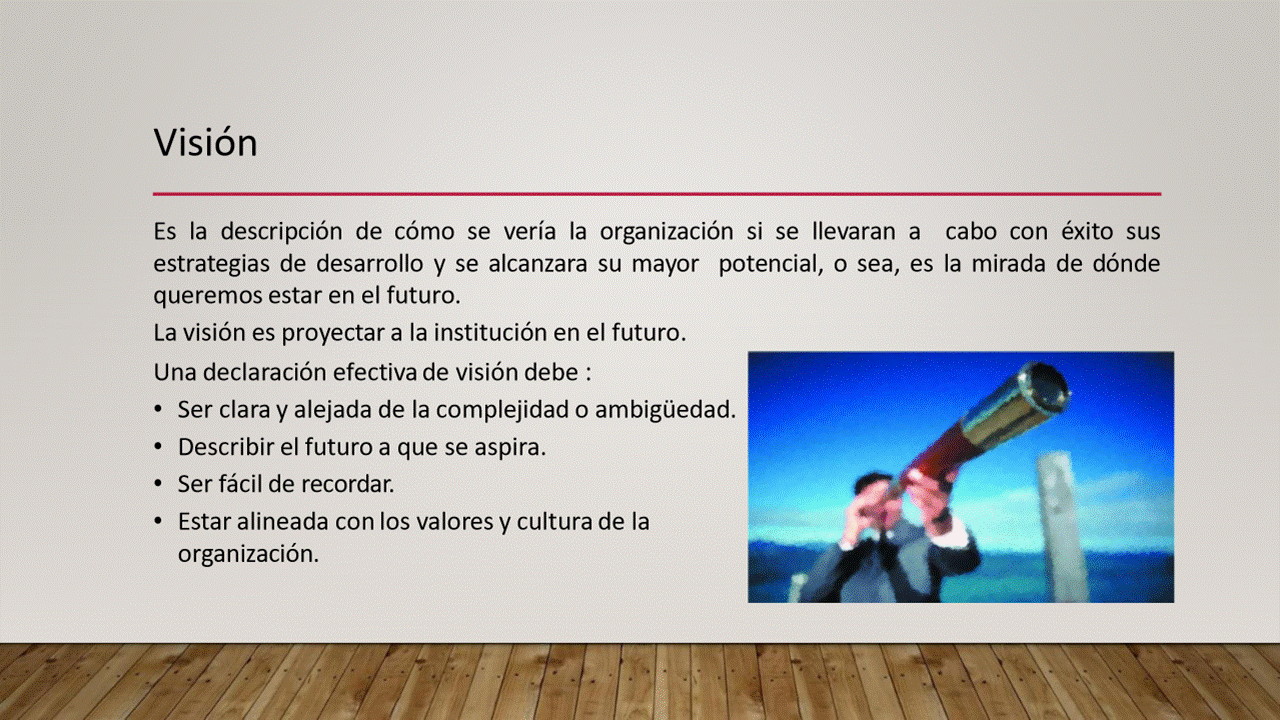 Visión
Es la descripción de cómo se vería la organización si se llevaran a cabo con éxito sus
estrategias de desarrollo y se alcanzara su mayor potencial, o sea, es la mirada de dónde
queremos estar en el futuro.
La visión es proyectar a la institución en el futuro.
Una declaración efectiva de visión debe :
• Ser clara y alejada de la complejidad o ambigüedad.
• Describir el futuro a que se aspira.
• Ser fácil de recordar.
• Estar alineada con los valores y cultura de la
organización.